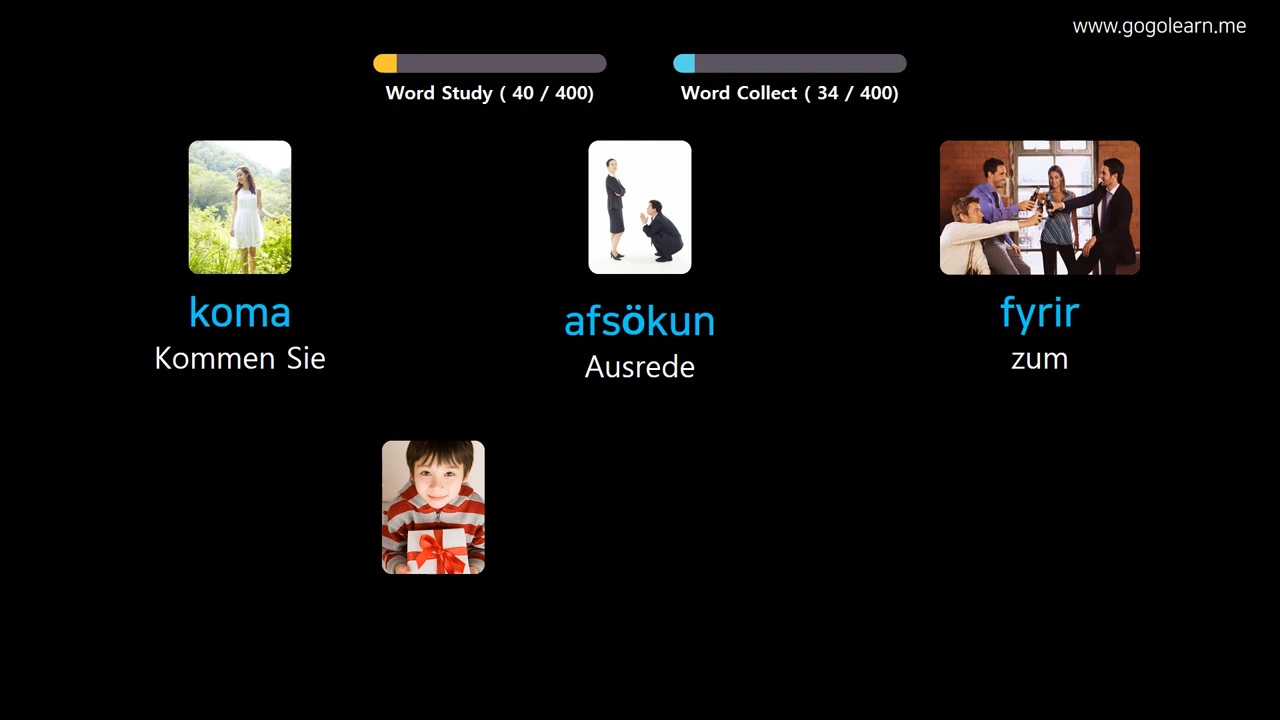 www.gogolearn.me
Word Study ( 40 / 400)
Word Collect ( 34 / 400)
koma
Kommen Sie
afsökun
Ausrede
fyrir
zum